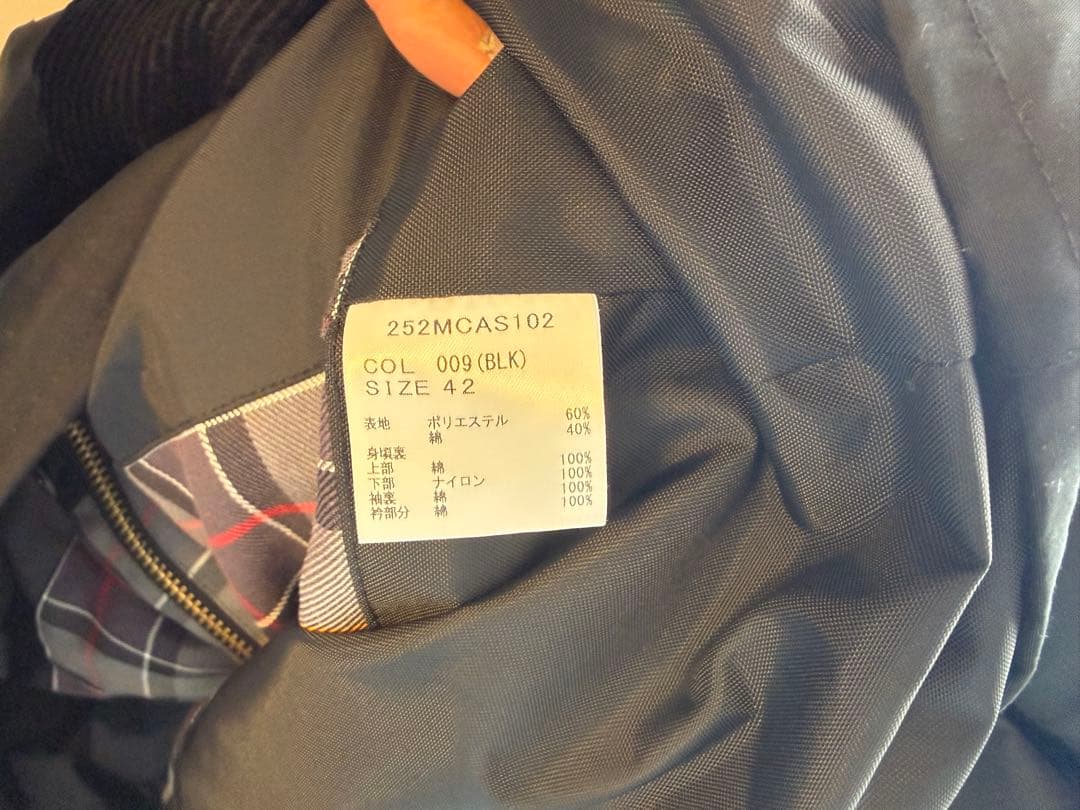 252MCAS102
COL 009(BLK)
SIZE 42
表地 ポリエステル 60%
綿 40%
身頃裏
上部 綿 100%
下部 ナイロン 100%
袖裏 綿 100%
衿部分 綿 100%